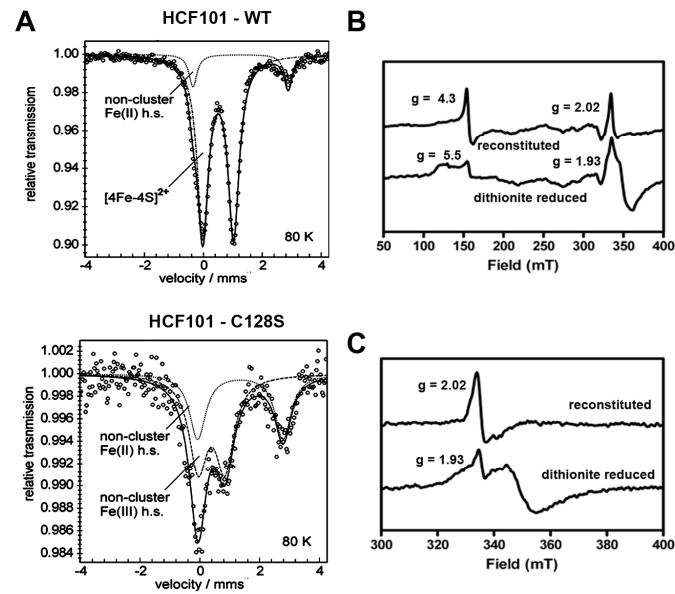 A
HCF101 - WT
1.00
0.98
0.96
0.94
0.92
0.90
relative transmissiom
non-cluster
Fe(II) h.s.
[4Fe-4S]²⁺
80 K
-4
-2
0
2
4
velocity / mms¨
HCF101 - C128S
1.002
1.000
0.998
0.996
0.994
0.992
0.990
0.988
0.986
0.984
relative trasnmission
non-cluster
Fe(II) h.s.
non-cluster
Fe(III) h.s.
80 K
-4
-2
0
2
4
velocity / mms¨
B
g = 4.3
g = 2.02
reconstituted
g = 5.5
g = 1.93
dithionite reduced
50 100 150 200 250 300 350 400
Field (mT)
C
g = 2.02
reconstituted
g = 1.93
dithionite reduced
300 320 340 360 380 400
Field (mT)